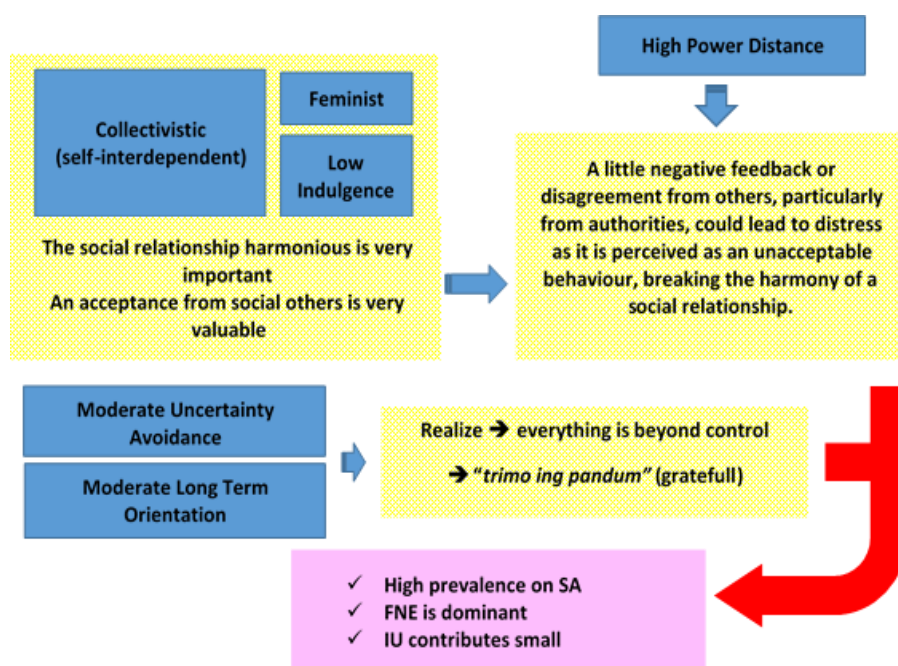 High Power Distance
Collectivistic
(self-interdependent)
Feminist
Low
Indulgence
The social relationship harmonious is very
important
An acceptance from social others is very
valuable
A little negative feedback or
disagreement from others, particularly
from authorities, could lead to distress
as it is perceived as an unacceptable
behaviour, breaking the harmony of a
social relationship.
Moderate Uncertainty
Avoidance
Moderate Long Term
Orientation
Realize ➔ everything is beyond control
➔ “trimo ing pandum” (gratefull)
✓ High prevalence on SA
✓ FNE is dominant
✓ IU contributes small